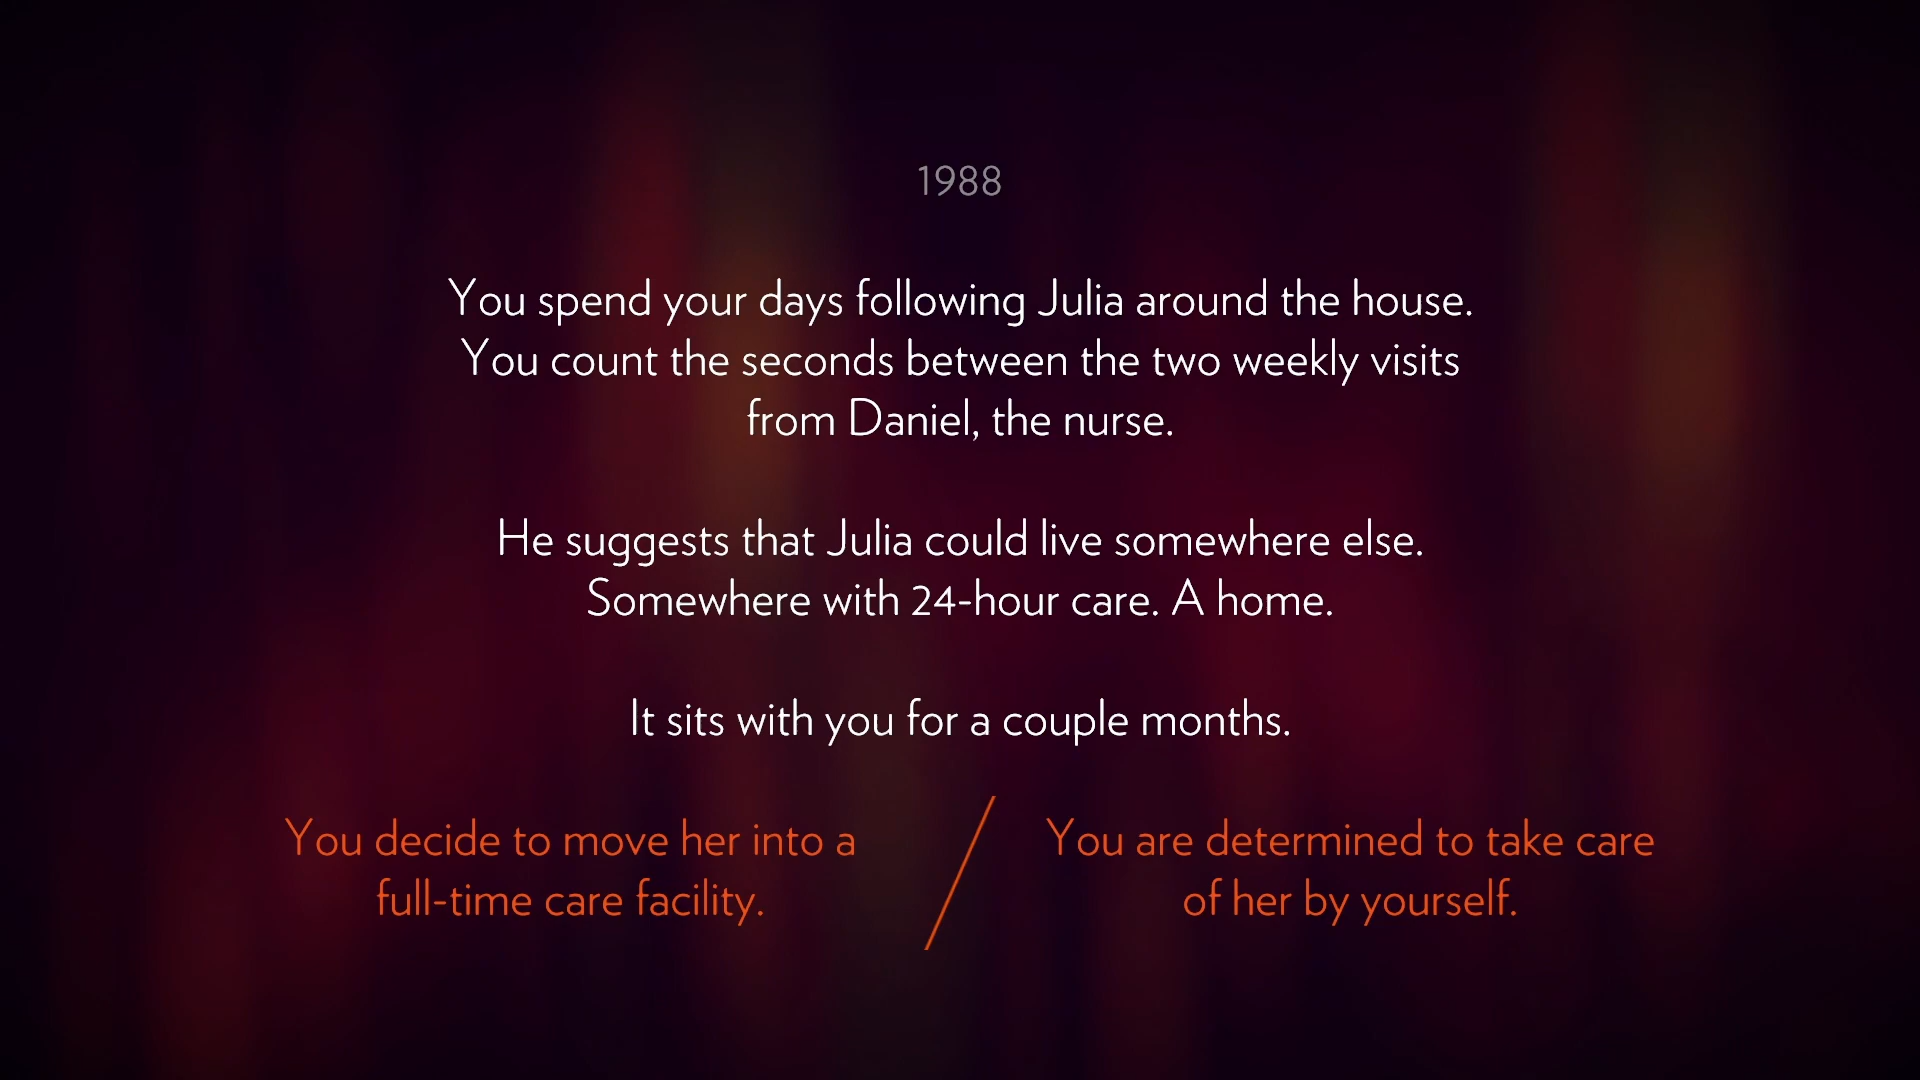 1988
You spend your days following Julia around the house.
You count the seconds between the two weekly visits
from Daniel, the nurse.
He suggests that Julia could live somewhere else.
Somewhere with 24-hour care. A home.
It sits with you for a couple months.
You decide to move her into a
full-time care facility.
You are determined to take care
of her by yourself.